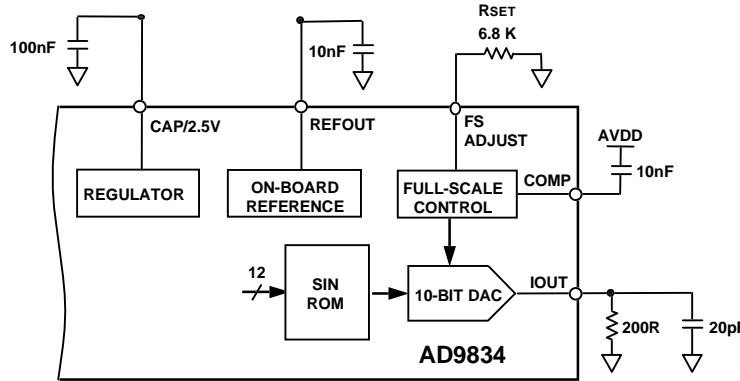 RSET
6.8 K
100nF
10nF
CAP/2.5V
REFOUT
FS
ADJUST
AVDD
10nF
REGULATOR
ON-BOARD
REFERENCE
FULL-SCALE
CONTROL
COMP
12
SIN
ROM
10-BIT DAC
IOUT
200R
20pF
AD9834